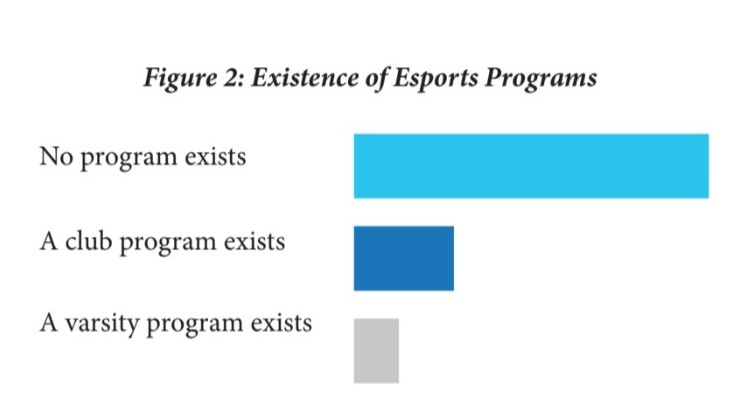 Figure 2: Existence of Esports Programs
No program exists
A club program exists
A varsity program exists